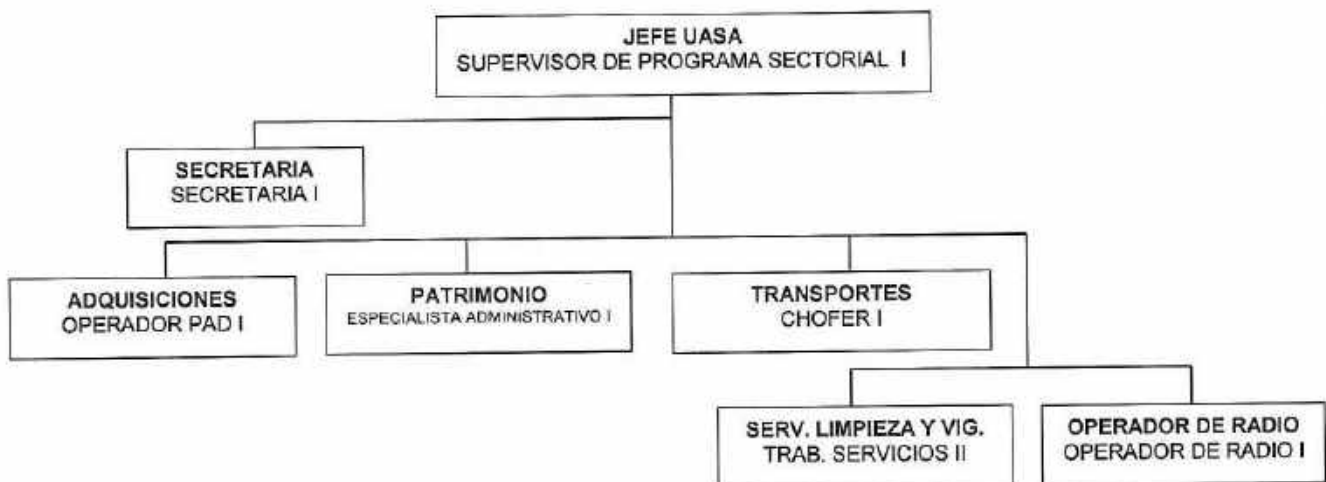 JEFE UASA
SUPERVISOR DE PROGRAMA SECTORIAL I
SECRETARIA
SECRETARIA I
ADQUISICIONES
OPERADOR PAD I
PATRIMONIO
ESPECIALISTA ADMINISTRATIVO I
TRANSPORTES
CHOFER I
SERV. LIMPIEZA Y VIG.
TRAB. SERVICIOS II
OPERADOR DE RADIO
OPERADOR DE RADIO I